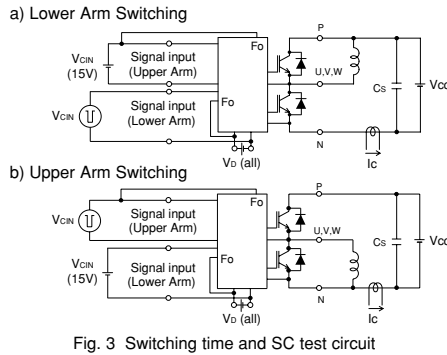 a) Lower Arm Switching
P
Fo
VCIN
(15V)
Signal input
(Upper Arm)
U,V,W
CS
Vcc
VCIN
Signal input
(Lower Arm)
Fo
VD (all)
N
Ic
b) Upper Arm Switching
P
Fo
VCIN
Signal input
(Upper Arm)
U,V,W
CS
Vcc
VCIN
(15V)
Signal input
(Lower Arm)
Fo
VD (all)
N
Ic
Fig. 3 Switching time and SC test circuit